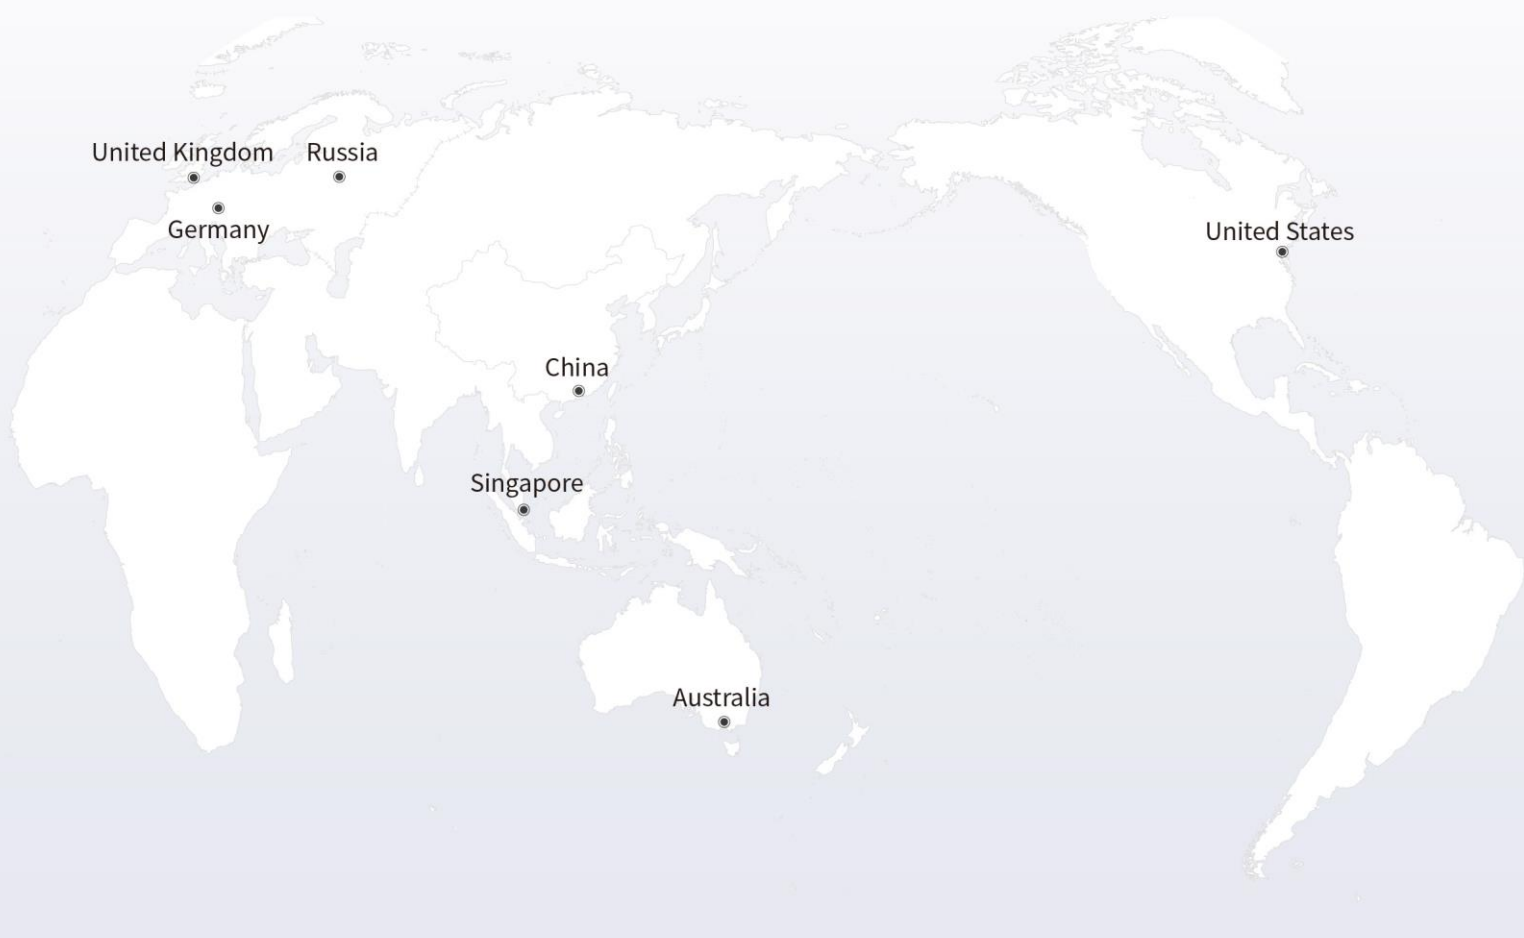 United Kingdom
Russia
Germany
United States
China
Singapore
Australia